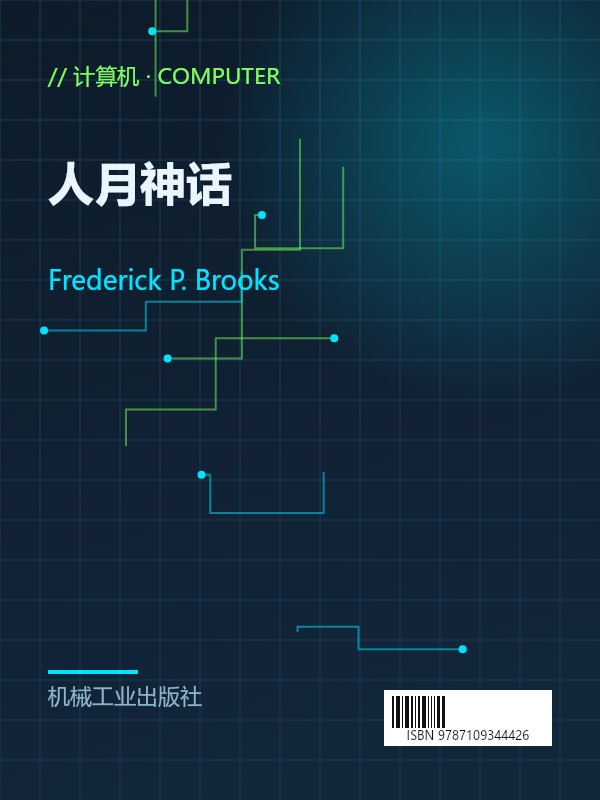 // 计算机 · COMPUTER
人月神话
Frederick P. Brooks
机械工业出版社
ISBN 9787109344426